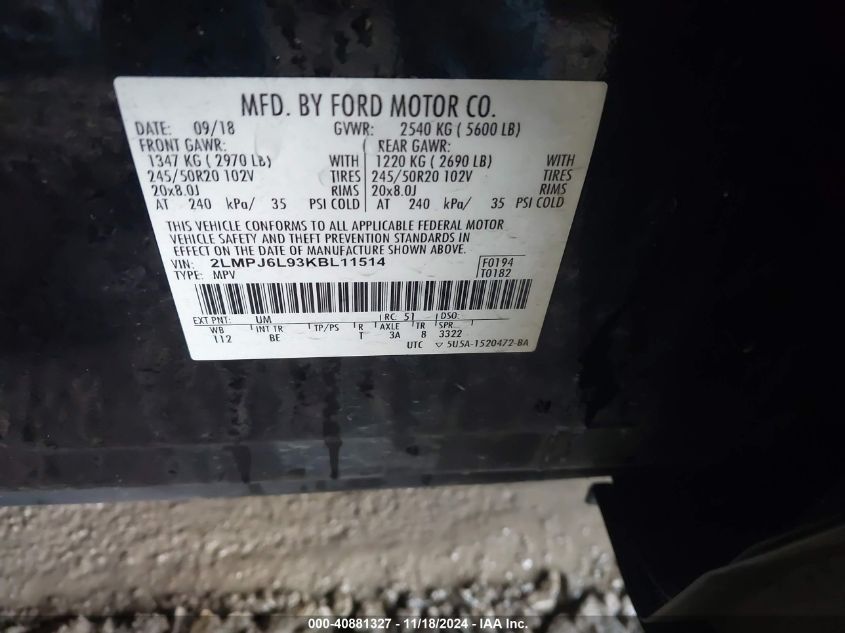 MFD. BY FORD MOTOR CO.
DATE: 09/18 GVWR: 2540 KG ( 5600 LB)
FRONT GAWR: REAR GAWR:
1347 KG ( 2970 LB) WITH 1220 KG ( 2690 LB) WITH
245/50R20 102V TIRES 245/50R20 102V TIRES
20x8.0J RIMS 20x8.0J RIMS
AT 240 kPa/ 35 PSI COLD AT 240 kPa/ 35 PSI COLD
THIS VEHICLE CONFORMS TO ALL APPLICABLE FEDERAL MOTOR
VEHICLE SAFETY AND THEFT PREVENTION STANDARDS IN
EFFECT ON THE DATE OF MANUFACTURE SHOWN ABOVE.
VIN: 2LMPJ6L93KBL11514 F0194
TYPE: MPV T0182
EXT PNT: UM RC: 51 DSO:
WB INT TR TP/PS R AXLE TR SPR
112 BE T 3A 8 3322
UTC ▽ 5U5A-1520472-BA
000-40881327 - 11/18/2024 - IAA Inc.